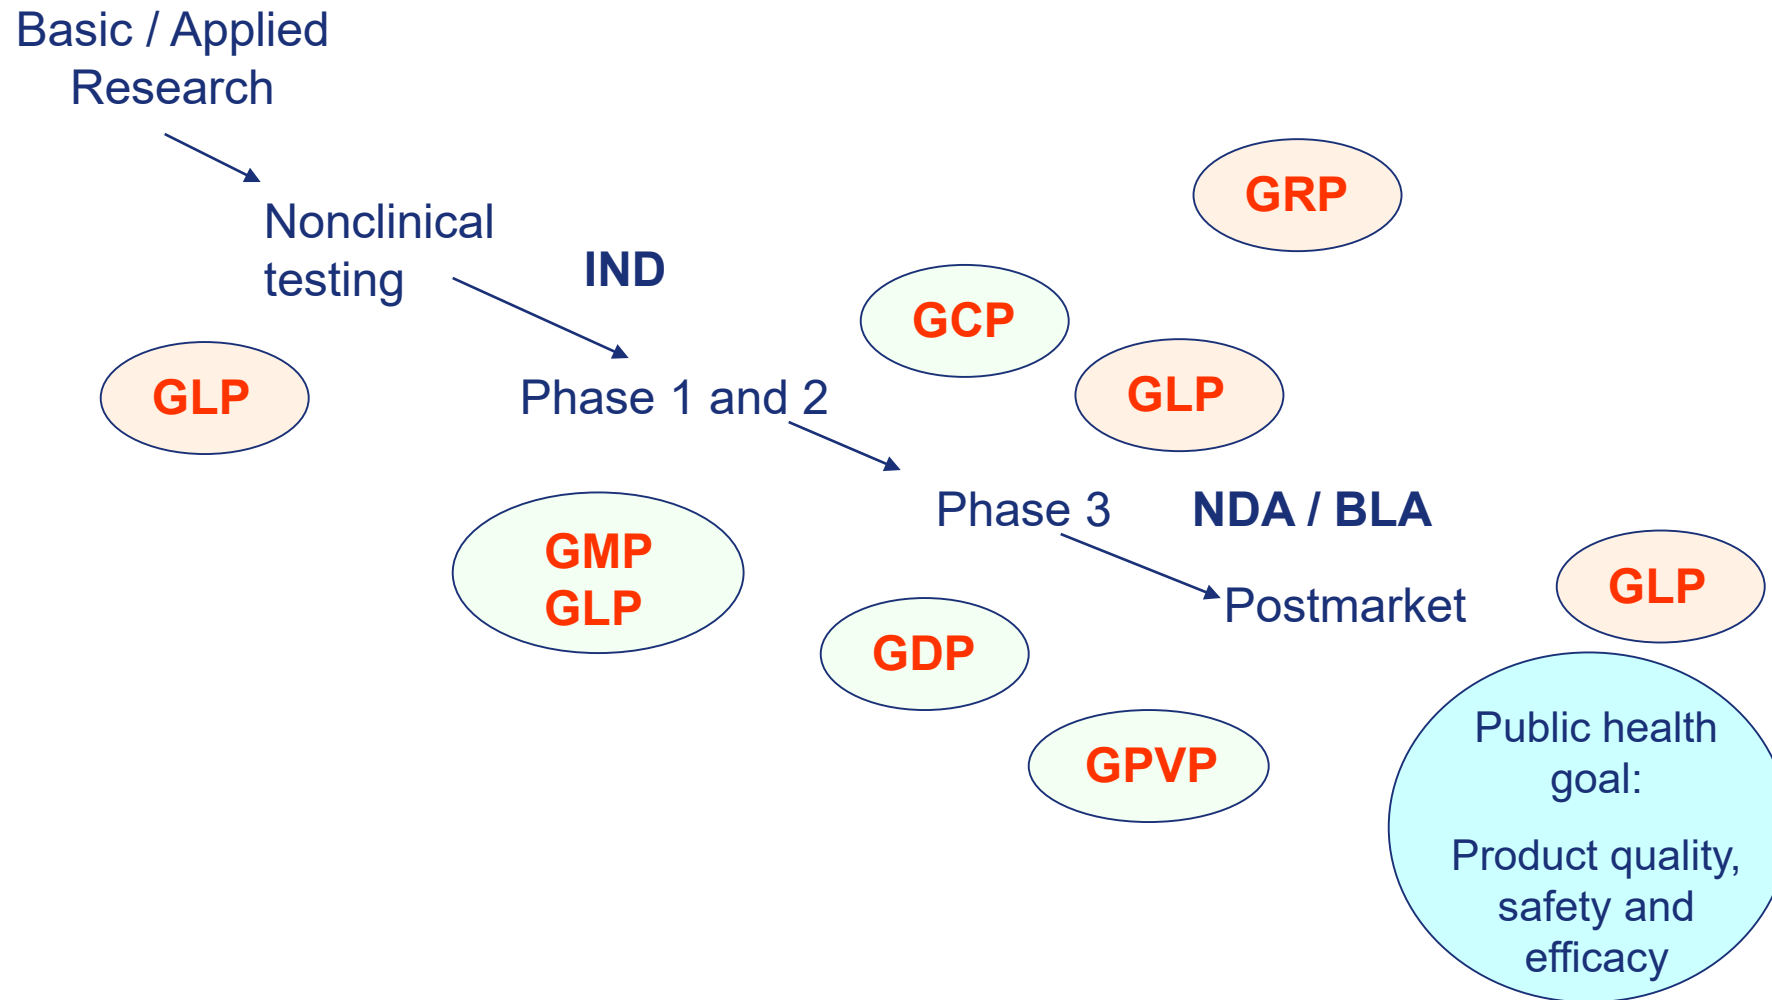 Basic / Applied
Research
GRP
Nonclinical
testing
IND
GCP
GLP
Phase 1 and 2
GLP
Phase 3
NDA / BLA
GMP
GLP
GDP
Postmarket
GLP
GPVP
Public health
goal:
Product quality,
safety and
efficacy